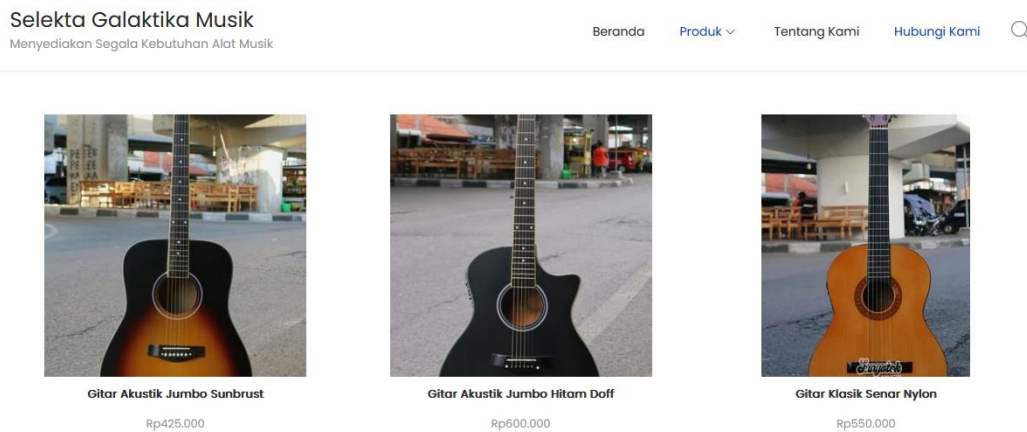 Selekta Galaktika Musik
Menyediakan Segala Kebutuhan Alat Musik
Beranda
Produk
Tentang Kami
Hubungi Kami
Gitar Akustik Jumbo Sunbrust
Gitar Akustik Jumbo Hitam Doff
Gitar Klasik Senar Nylon
Rp425.000
Rp600.000
Rp550.000